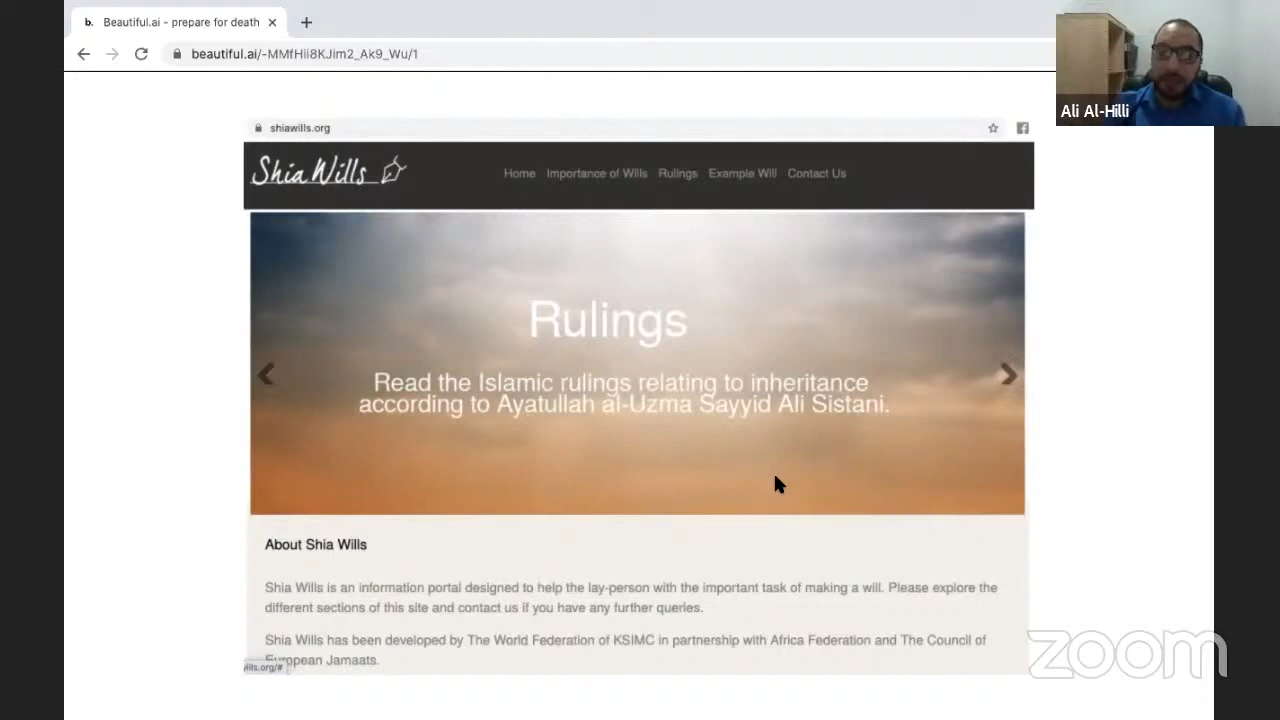 b. Beautiful.ai - prepare for death
beautiful.ai/-MMfHii8KJim2_Ak9_Wu/1
Ali Al-Hilli
shiawills.org
Shia Wills
Home Importance of Wills Rulings Example Will Contact Us
Rulings
Read the Islamic rulings relating to inheritance
according to Ayatullah al-Uzma Sayyid Ali Sistani.
About Shia Wills
Shia Wills is an information portal designed to help the lay-person with the important task of making a will. Please explore the
different sections of this site and contact us if you have any further queries.
Shia Wills has been developed by The World Federation of KSIMC in partnership with Africa Federation and The Council of
European Jamaats.
ills.org/#
zoom